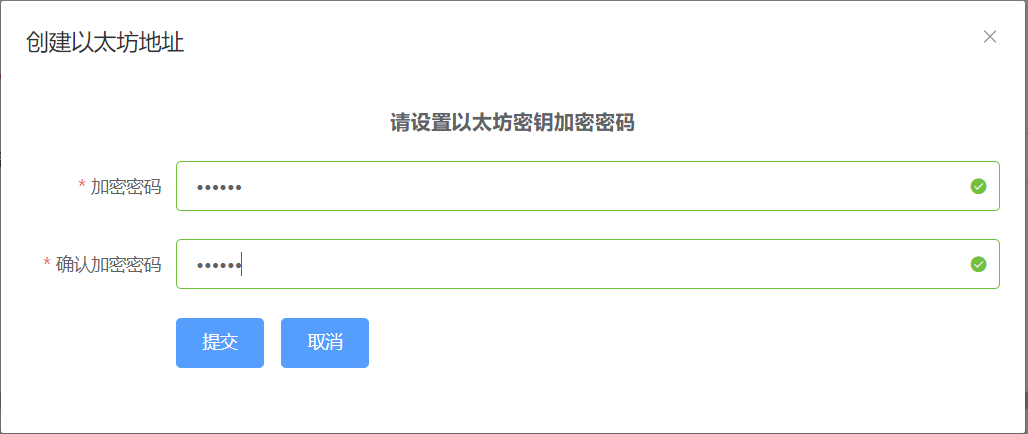 创建以太坊地址
请设置以太坊密钥加密密码
* 加密密码
••••••
* 确认加密密码
••••••
提交 取消